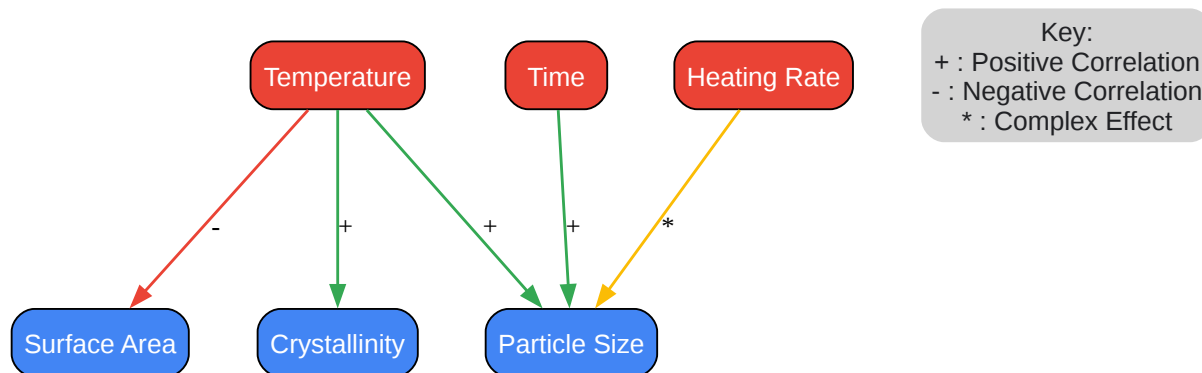 Key:
+ : Positive Correlation
- : Negative Correlation
* : Complex Effect
Temperature
Time
Heating Rate
-
+
+
+
*
Surface Area
Crystallinity
Particle Size